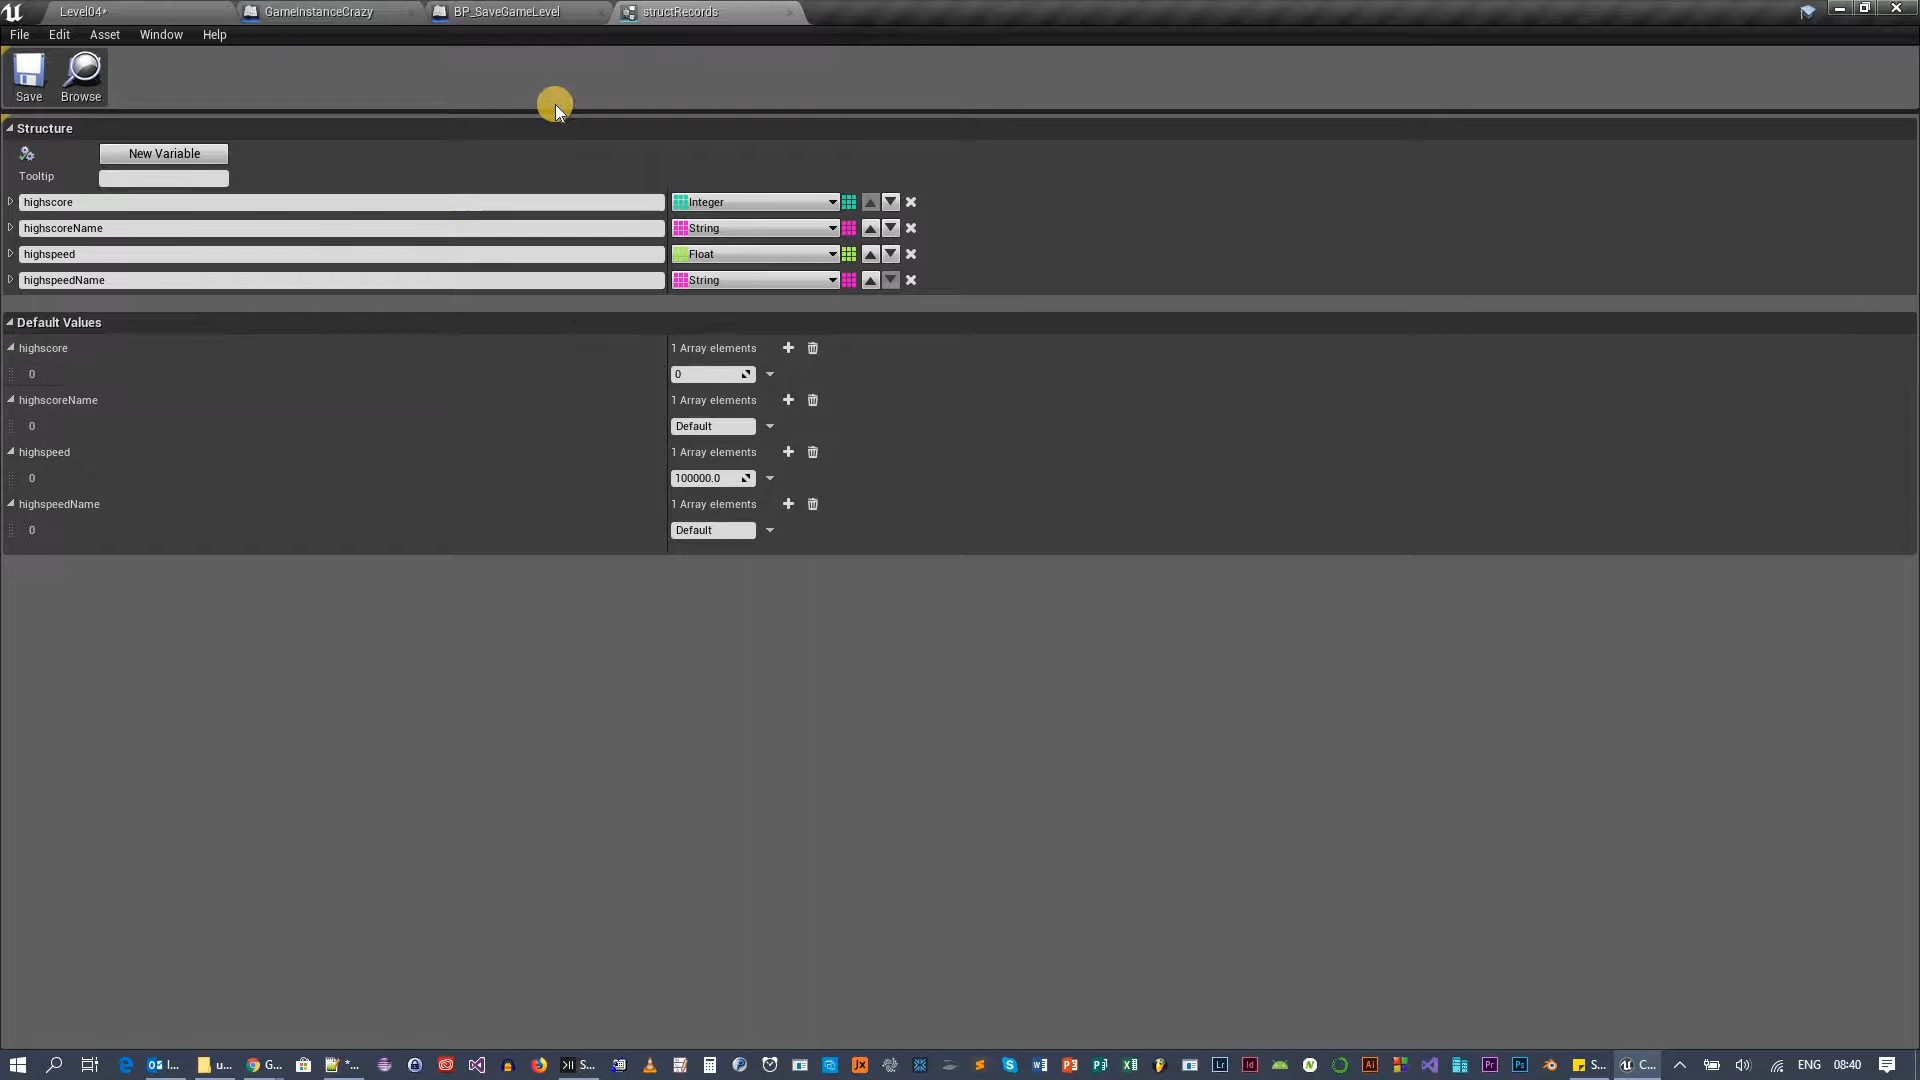 Level04*
GameInstanceCrazy
BP_SaveGameLevel
structRecords
File Edit Asset Window Help
Save Browse
Structure
New Variable
Tooltip
highscore Integer
highscoreName String
highspeed Float
highspeedName String
Default Values
highscore 1 Array elements
0 0
highscoreName 1 Array elements
0 Default
highspeed 1 Array elements
0 100000.0
highspeedName 1 Array elements
0 Default
I... u... G... *... S... S... C... ENG 08:40